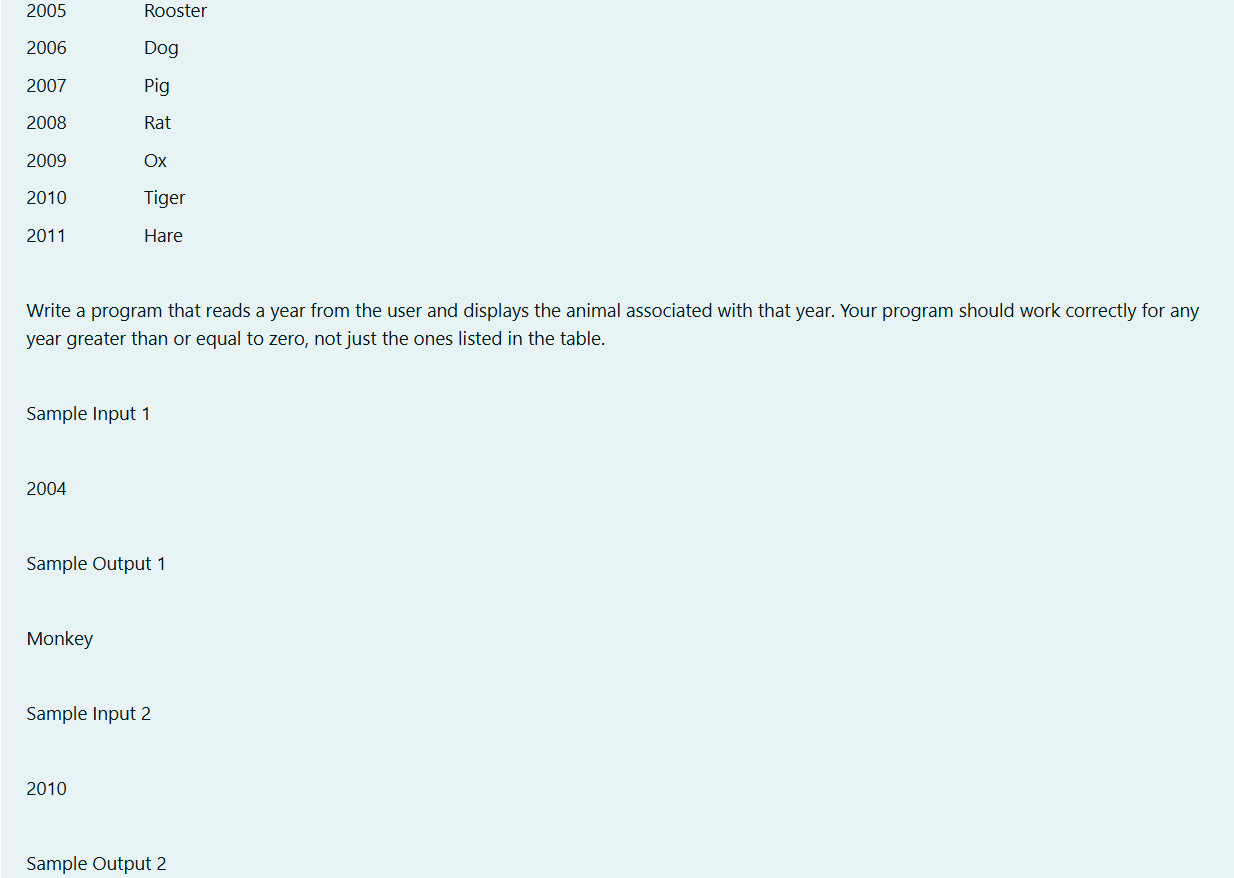 2005 Rooster
2006 Dog
2007 Pig
2008 Rat
2009 Ox
2010 Tiger
2011 Hare
Write a program that reads a year from the user and displays the animal associated with that year. Your program should work correctly for any
year greater than or equal to zero, not just the ones listed in the table.
Sample Input 1
2004
Sample Output 1
Monkey
Sample Input 2
2010
Sample Output 2